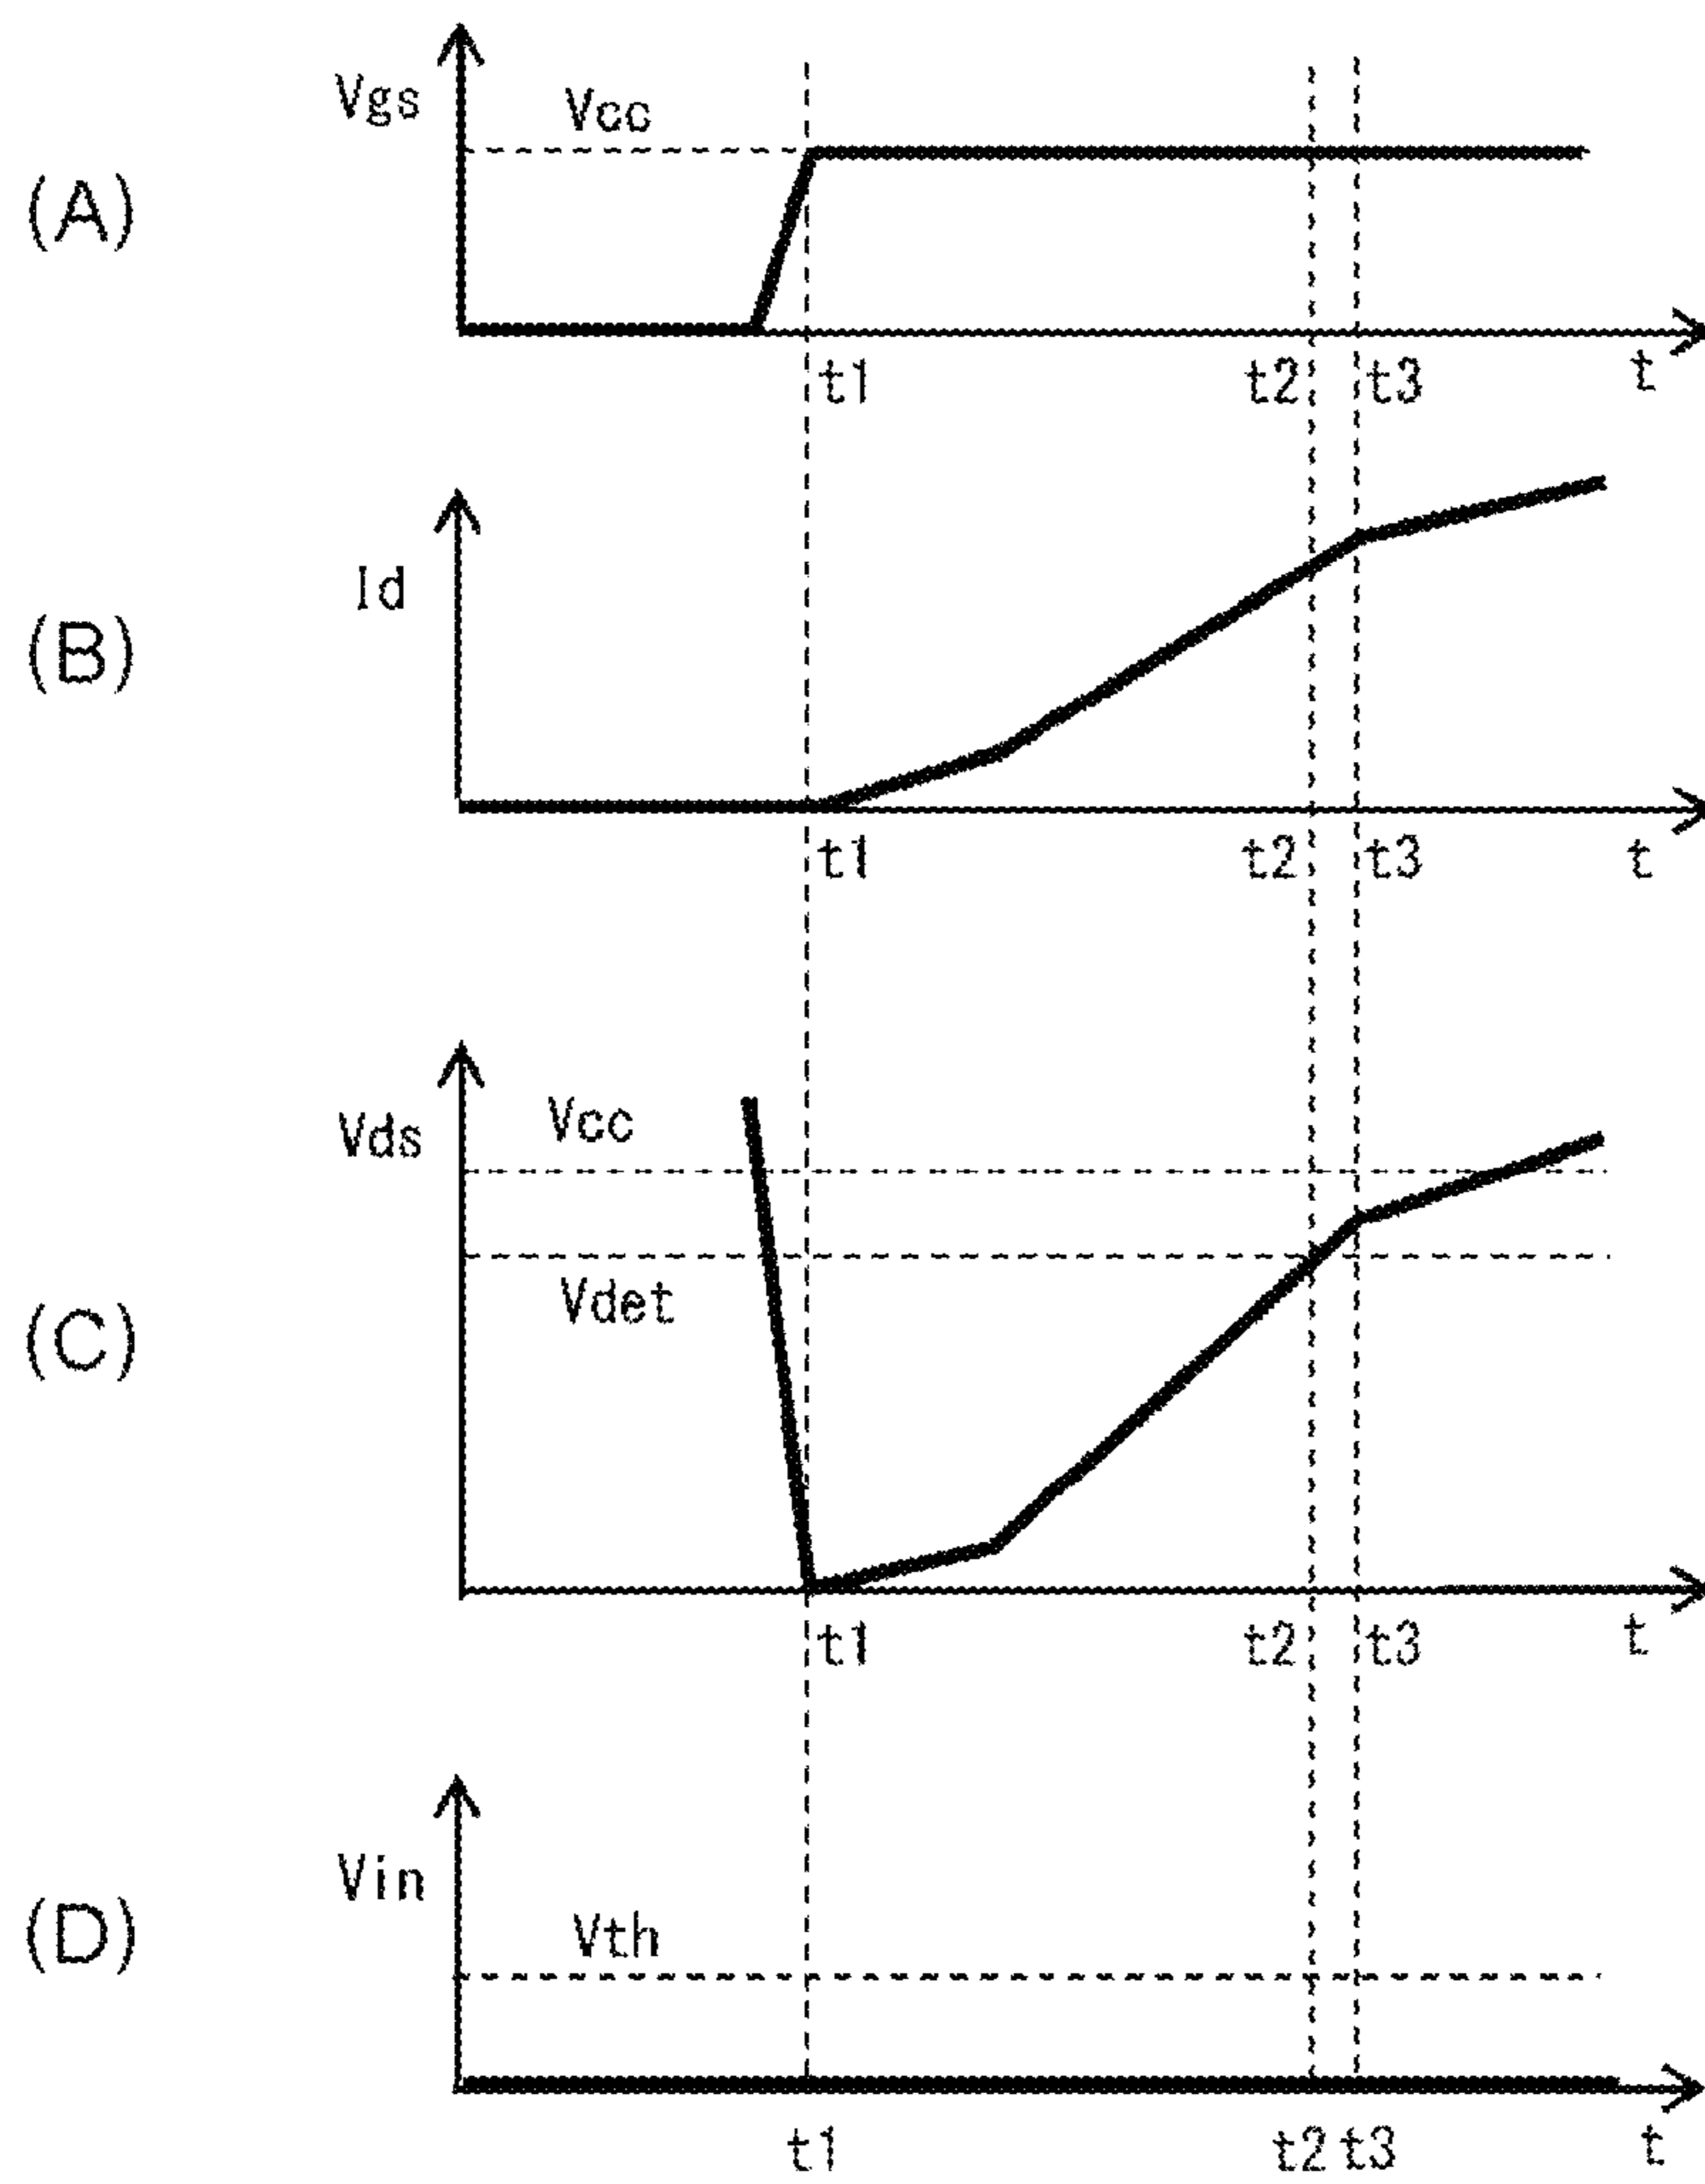 Vgs
Vcc
(A)
t1 t2 t3 t
Id
(B)
t1 t2 t3 t
Vds
Vcc
Vdet
(C)
t1 t2 t3 t
Vin
Vth
(D)
t1 t2 t3 t